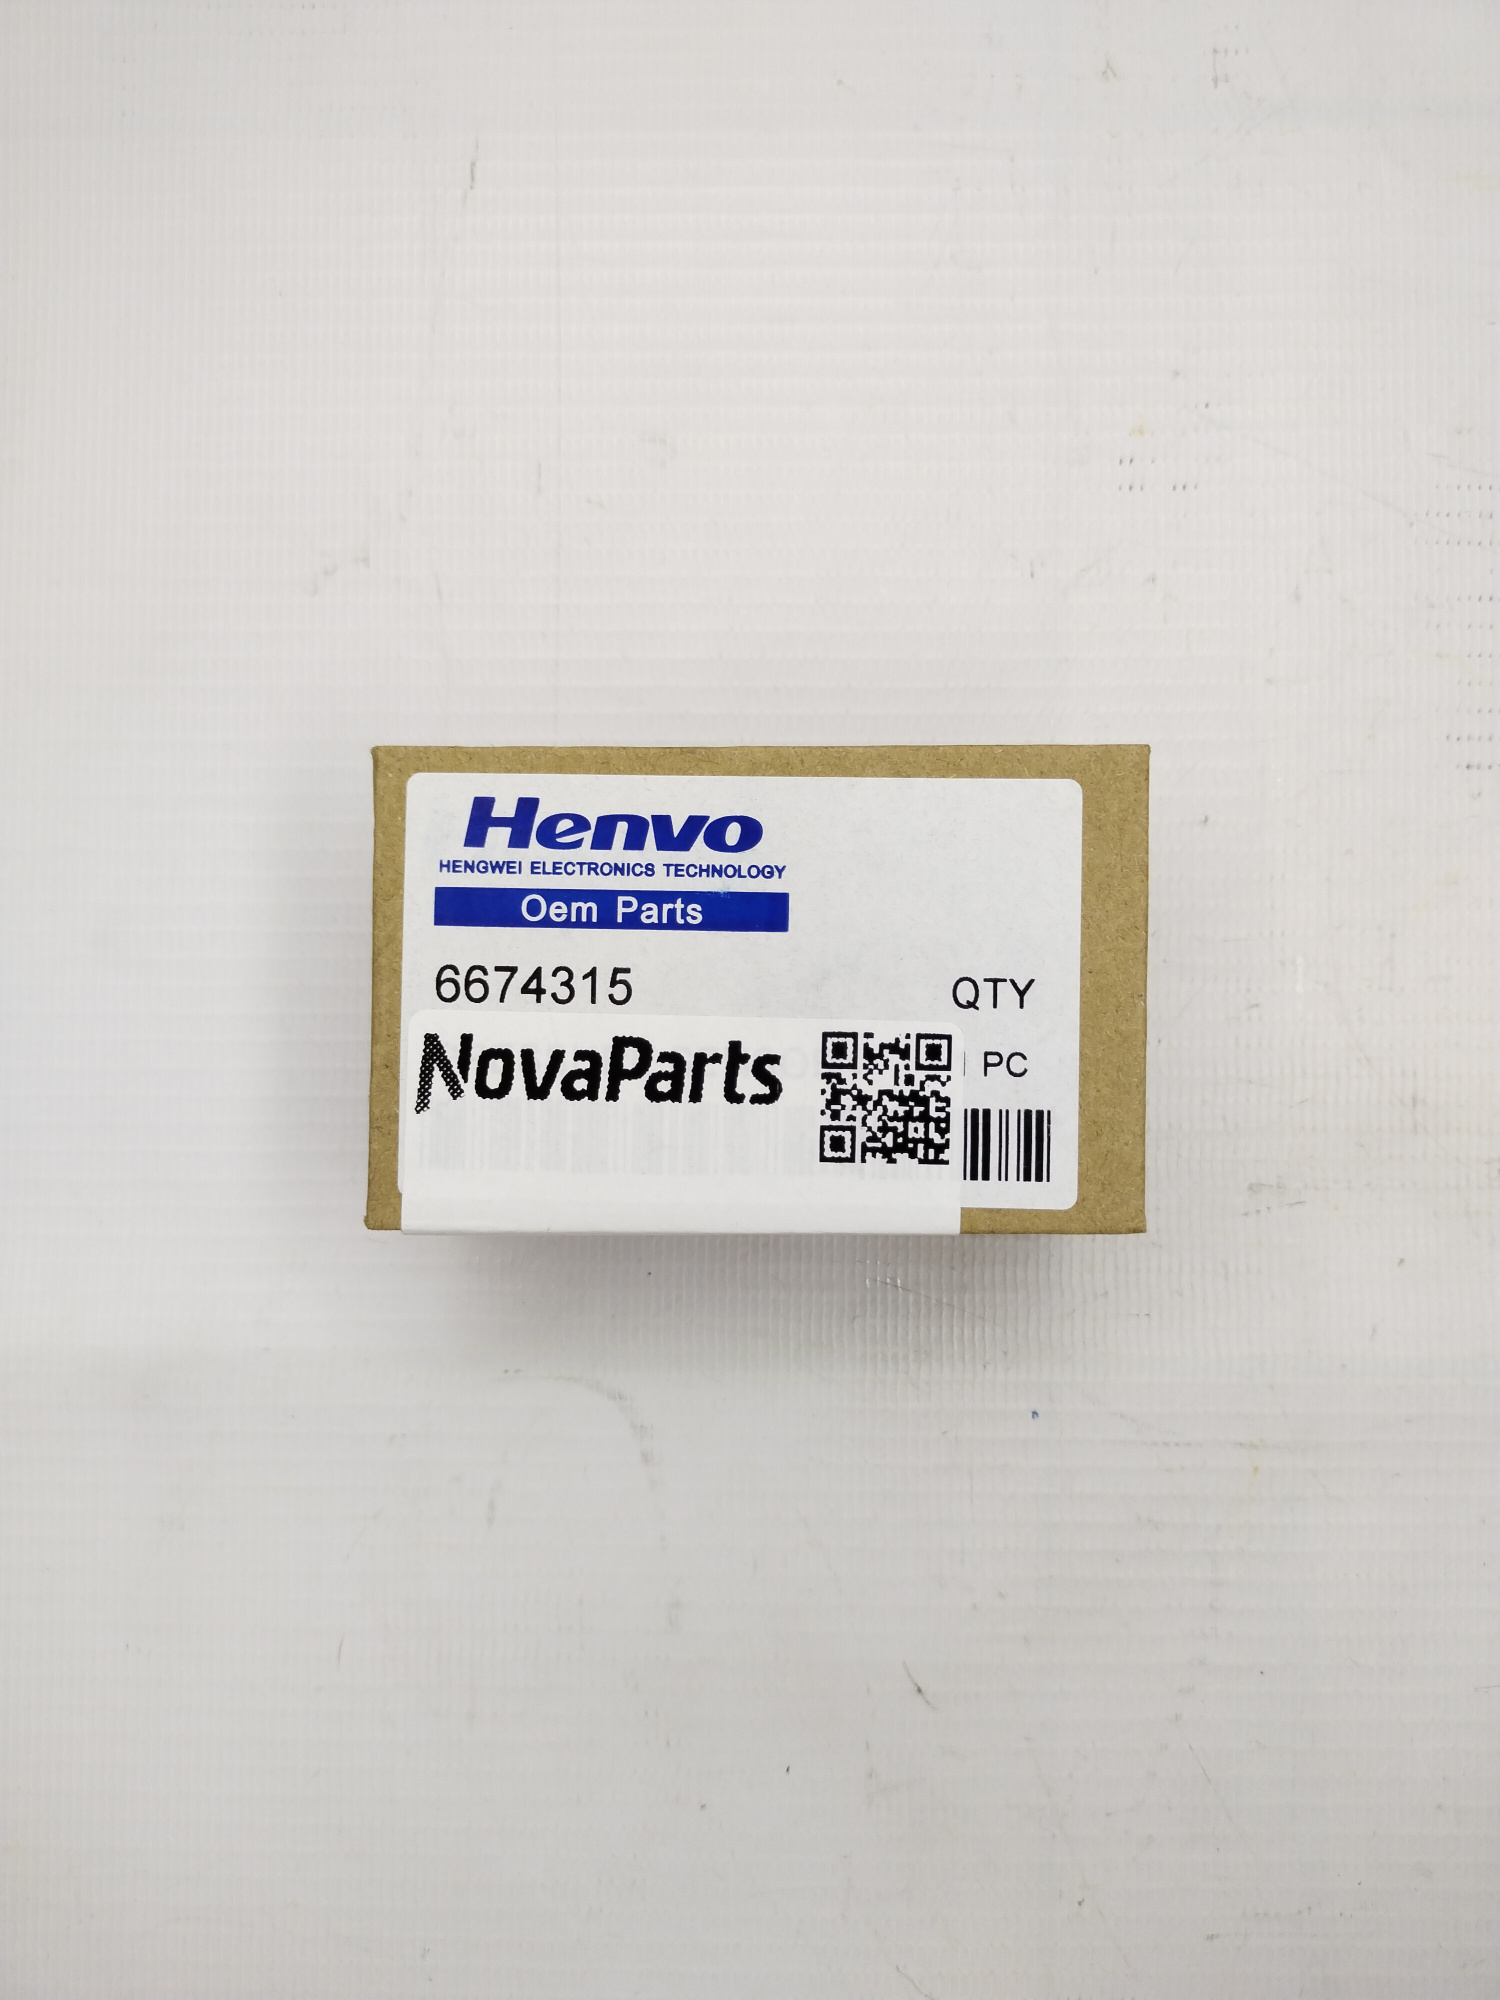 Henvo
HENGWEI ELECTRONICS TECHNOLOGY
Oem Parts
6674315
QTY
PC
NovaParts